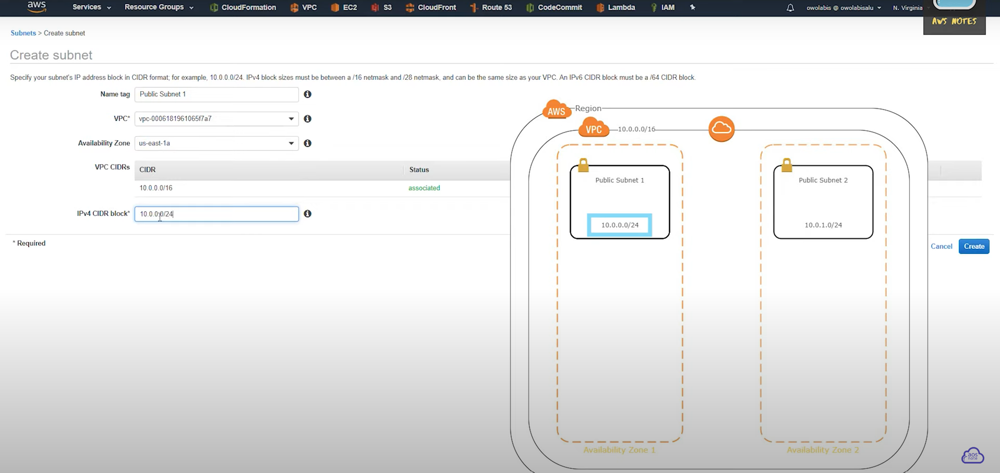 aws Services Resource Groups CloudFormation VPC EC2 S3 CloudFront Route 53 CodeCommit Lambda IAM owolabis @ owolabisalu N. Virginia
AWS NOTES
Subnets > Create subnet
Create subnet
Specify your subnet's IP address block in CIDR format; for example, 10.0.0.0/24. IPv4 block sizes must be between a /16 netmask and /28 netmask, and can be the same size as your VPC. An IPv6 CIDR block must be a /64 CIDR block.
Name tag Public Subnet 1
VPC* vpc-0006181961065f7a7
Availability Zone us-east-1a
VPC CIDRs CIDR Status
10.0.0.0/16 associated
IPv4 CIDR block* 10.0.0.0/24
* Required
Cancel Create
AWS Region
VPC 10.0.0.0/16
Public Subnet 1
10.0.0.0/24
Public Subnet 2
10.0.1.0/24
Availability Zone 1
Availability Zone 2
aos
note